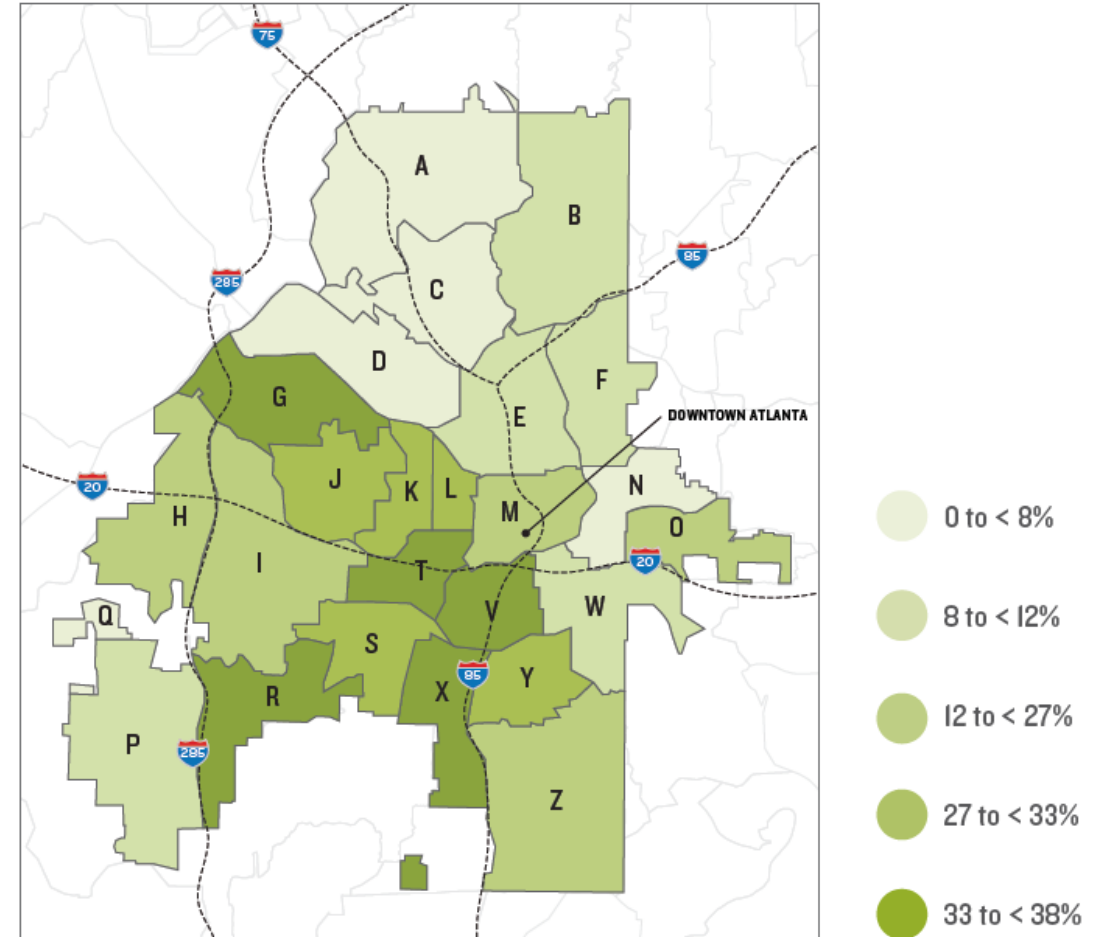 75
A
B
85
285
C
D
G
F
E
DOWNTOWN ATLANTA
20
J
K
L
N
M
O
H
I
T
20
Q
V
W
S
R
X
85
Y
P
285
Z
0 to < 8%
8 to < 12%
12 to < 27%
27 to < 33%
33 to < 38%